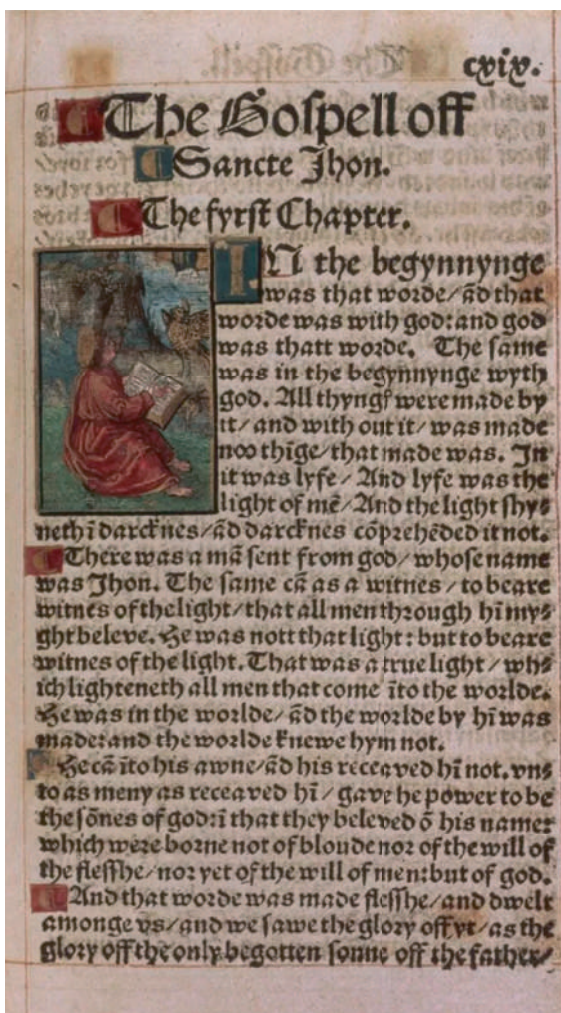 cxix.
The Gospell off
Sancte Jhon.
The fyrst Chapter.
IN the begynnynge
was that worde/ ãd that
worde was with god: and god
was thatt worde. The same
was in the begynnynge wyth
god. All thyngꝭ were made by
it/ and with out it/ was made
noo thĩge/ that made was. In
it was lyfe/ And lyfe was the
light of mẽ/ And the light shy-
neth ĩ darcknes/ ãd darcknes cõprehẽded it not.
There was a mã sent from god/ whose name
was Jhon. The same cã as a witnes/ to beare
witnes of the light/ that all men through hĩ my-
ght beleve. He was nott that light: but to beare
witnes of the light. That was a true light/ wh-
ich lighteneth all men that come ĩto the worlde.
He was in the worlde/ ãd the worlde by hĩ was
made: and the worlde knewe hym not.
He cã ĩto his awne/ ãd his receaved hĩ not. vn-
to as meny as receaved hĩ/ gave he power to be
the sõnes of god: ĩ that they beleved õ his name:
which were borne not of bloude nor of the will of
the flesshe/ nor yet of the will of men: but of god.
And that worde was made flesshe/ and dwelt
amonge vs/ and we sawe the glory off yt/ as the
glory off the only begotten sonne off the father/